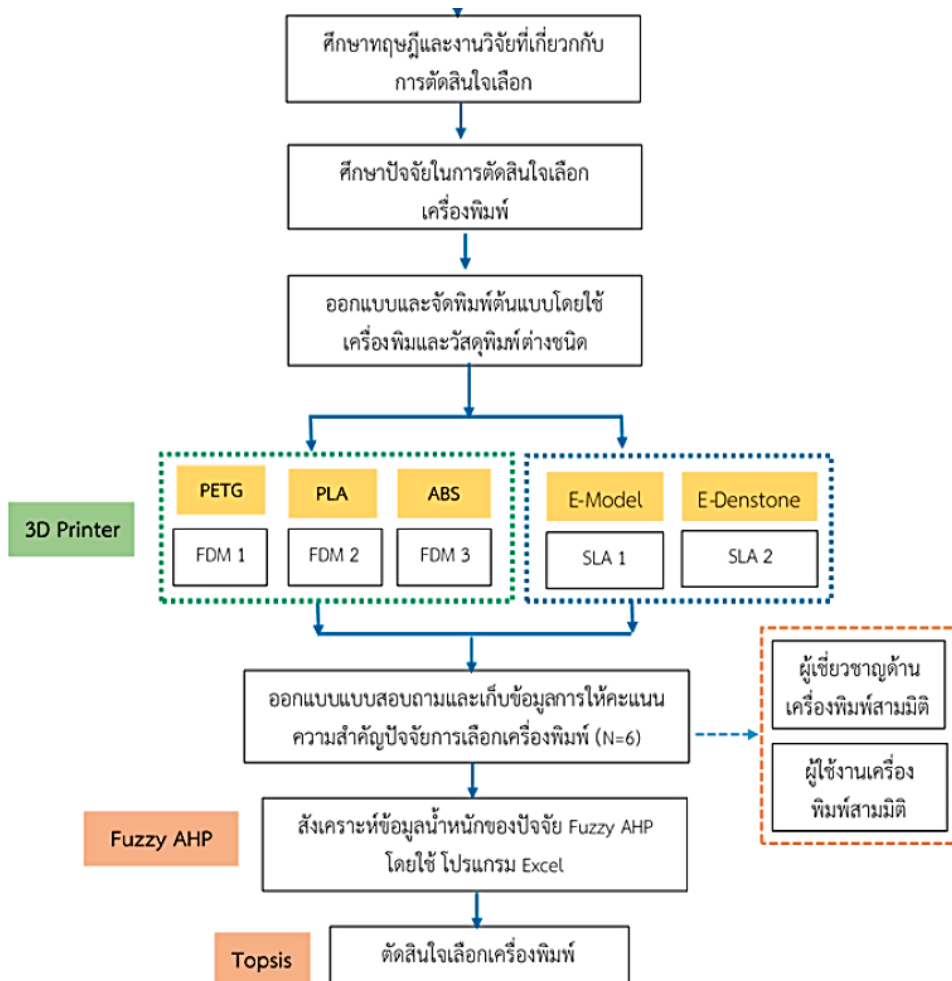 ศึกษาทฤษฎีและงานวิจัยที่เกี่ยวกับ
การตัดสินใจเลือก
ศึกษาปัจจัยในการตัดสินใจเลือก
เครื่องพิมพ์
ออกแบบและจัดพิมพ์ต้นแบบโดยใช้
เครื่องพิมและวัสดุพิมพ์ต่างชนิด
3D Printer
PETG
PLA
ABS
FDM 1
FDM 2
FDM 3
E-Model
E-Denstone
SLA 1
SLA 2
ออกแบบแบบสอบถามและเก็บข้อมูลการให้คะแนน
ความสำคัญปัจจัยการเลือกเครื่องพิมพ์ (N=6)
ผู้เชี่ยวชาญด้าน
เครื่องพิมพ์สามมิติ
ผู้ใช้งานเครื่อง
พิมพ์สามมิติ
Fuzzy AHP
สังเคราะห์ข้อมูลน้ำหนักของปัจจัย Fuzzy AHP
โดยใช้ โปรแกรม Excel
Topsis
ตัดสินใจเลือกเครื่องพิมพ์